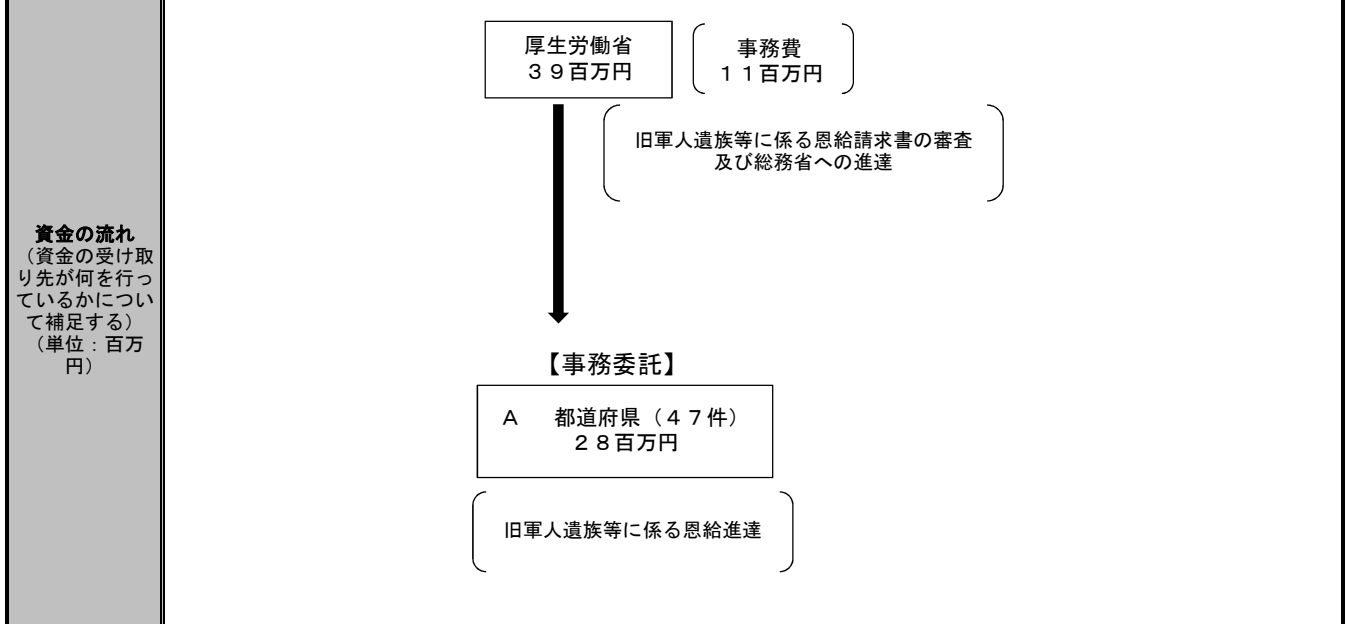 資金の流れ
（資金の受け取
り先が何を行っ
ているかについ
て補足する）
（単位：百万
円）
厚生労働省
３９百万円
事務費
１１百万円
旧軍人遺族等に係る恩給請求書の審査
及び総務省への進達
【事務委託】
A　都道府県（４７件）
２８百万円
旧軍人遺族等に係る恩給進達